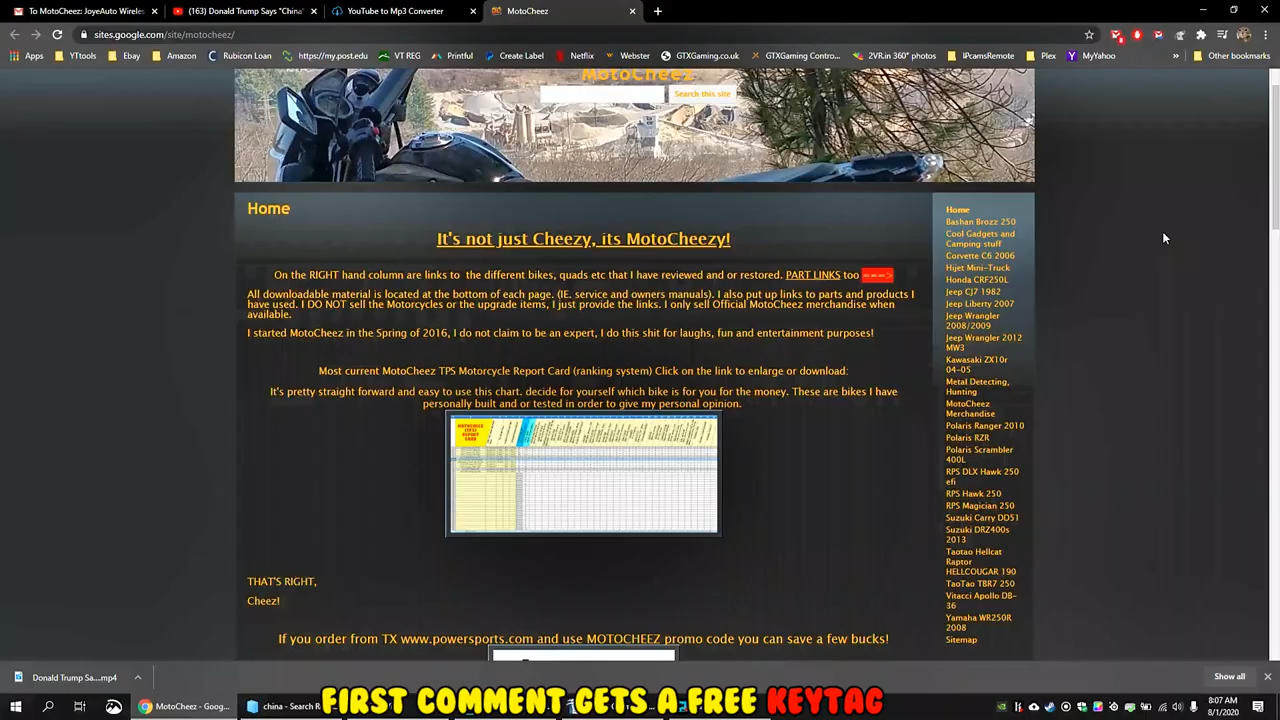 To MotoCheez: JoyeAuto Wireless
(163) Donald Trump Says "China"
YouTube to Mp3 Converter
MotoCheez
sites.google.com/site/motocheez/
Apps YTtools Ebay Amazon Rubicon Loan https://my.post.edu VT REG Printful Create Label Netflix Webster GTXGaming.co.uk GTXGaming Contro... 2VR.in 360° photos IPcamsRemote Plex MyYahoo » Other bookmarks
MotoCheez
Search this site
Home
It's not just Cheezy, its MotoCheezy!
On the RIGHT hand column are links to the different bikes, quads etc that I have reviewed and or restored. PART LINKS too ===>
All downloadable material is located at the bottom of each page. (IE. service and owners manuals). I also put up links to parts and products I
have used. I DO NOT sell the Motorcycles or the upgrade items, I just provide the links. I only sell Official MotoCheez merchandise when
available.
I started MotoCheez in the Spring of 2016, I do not claim to be an expert, I do this shit for laughs, fun and entertainment purposes!
Most current MotoCheez TPS Motorcycle Report Card (ranking system) Click on the link to enlarge or download:
It's pretty straight forward and easy to use this chart. decide for yourself which bike is for you for the money. These are bikes I have
personally built and or tested in order to give my personal opinion.
MOTORCYCLE
(TPS)
REPORT
CARD
THAT'S RIGHT,
Cheez!
If you order from TX www.powersports.com and use MOTOCHEEZ promo code you can save a few bucks!
Home
Bashan Brozz 250
Cool Gadgets and
Camping stuff
Corvette C6 2006
Hijet Mini-Truck
Honda CRF250L
Jeep CJ7 1982
Jeep Liberty 2007
Jeep Wrangler
2008/2009
Jeep Wrangler 2012
MW3
Kawasaki ZX10r
04-05
Metal Detecting,
Hunting
MotoCheez
Merchandise
Polaris Ranger 2010
Polaris RZR
Polaris Scrambler
400L
RPS DLX Hawk 250
efi
RPS Hawk 250
RPS Magician 250
Suzuki Carry DD51
Suzuki DRZ400s
2013
Taotao Hellcat
Raptor
HELLCOUGAR 190
TaoTao TBR7 250
Vitacci Apollo DB-
36
Yamaha WR250R
2008
Sitemap
Donald Trump Sa....mp4
Show all
MotoCheez - Goog...
china - Search R
FIRST COMMENT GETS A FREE KEYTAG
8:07 AM
8/1/2020